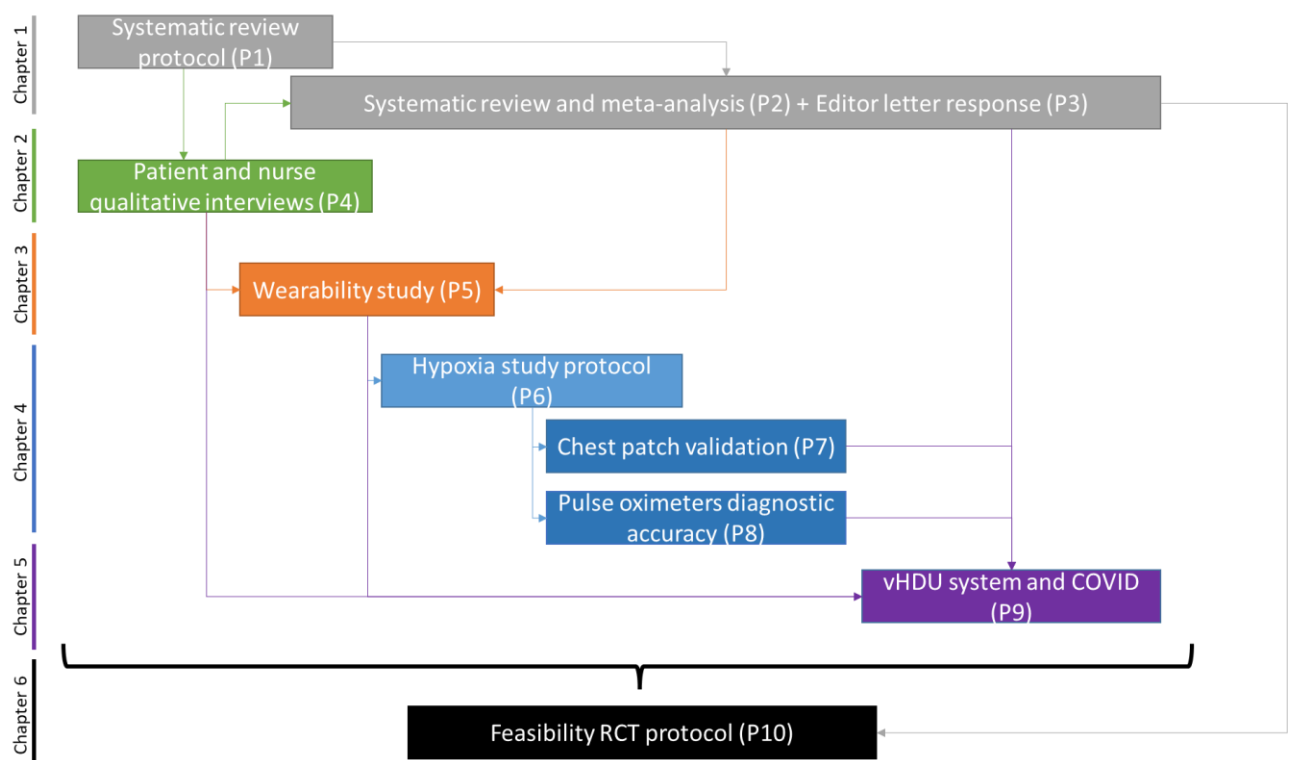 Chapter 1
Systematic review
protocol (P1)
Systematic review and meta-analysis (P2) + Editor letter response (P3)
Chapter 2
Patient and nurse
qualitative interviews (P4)
Chapter 3
Wearability study (P5)
Chapter 4
Hypoxia study protocol
(P6)
Chest patch validation (P7)
Pulse oximeters diagnostic
accuracy (P8)
Chapter 5
vHDU system and COVID
(P9)
Chapter 6
Feasibility RCT protocol (P10)